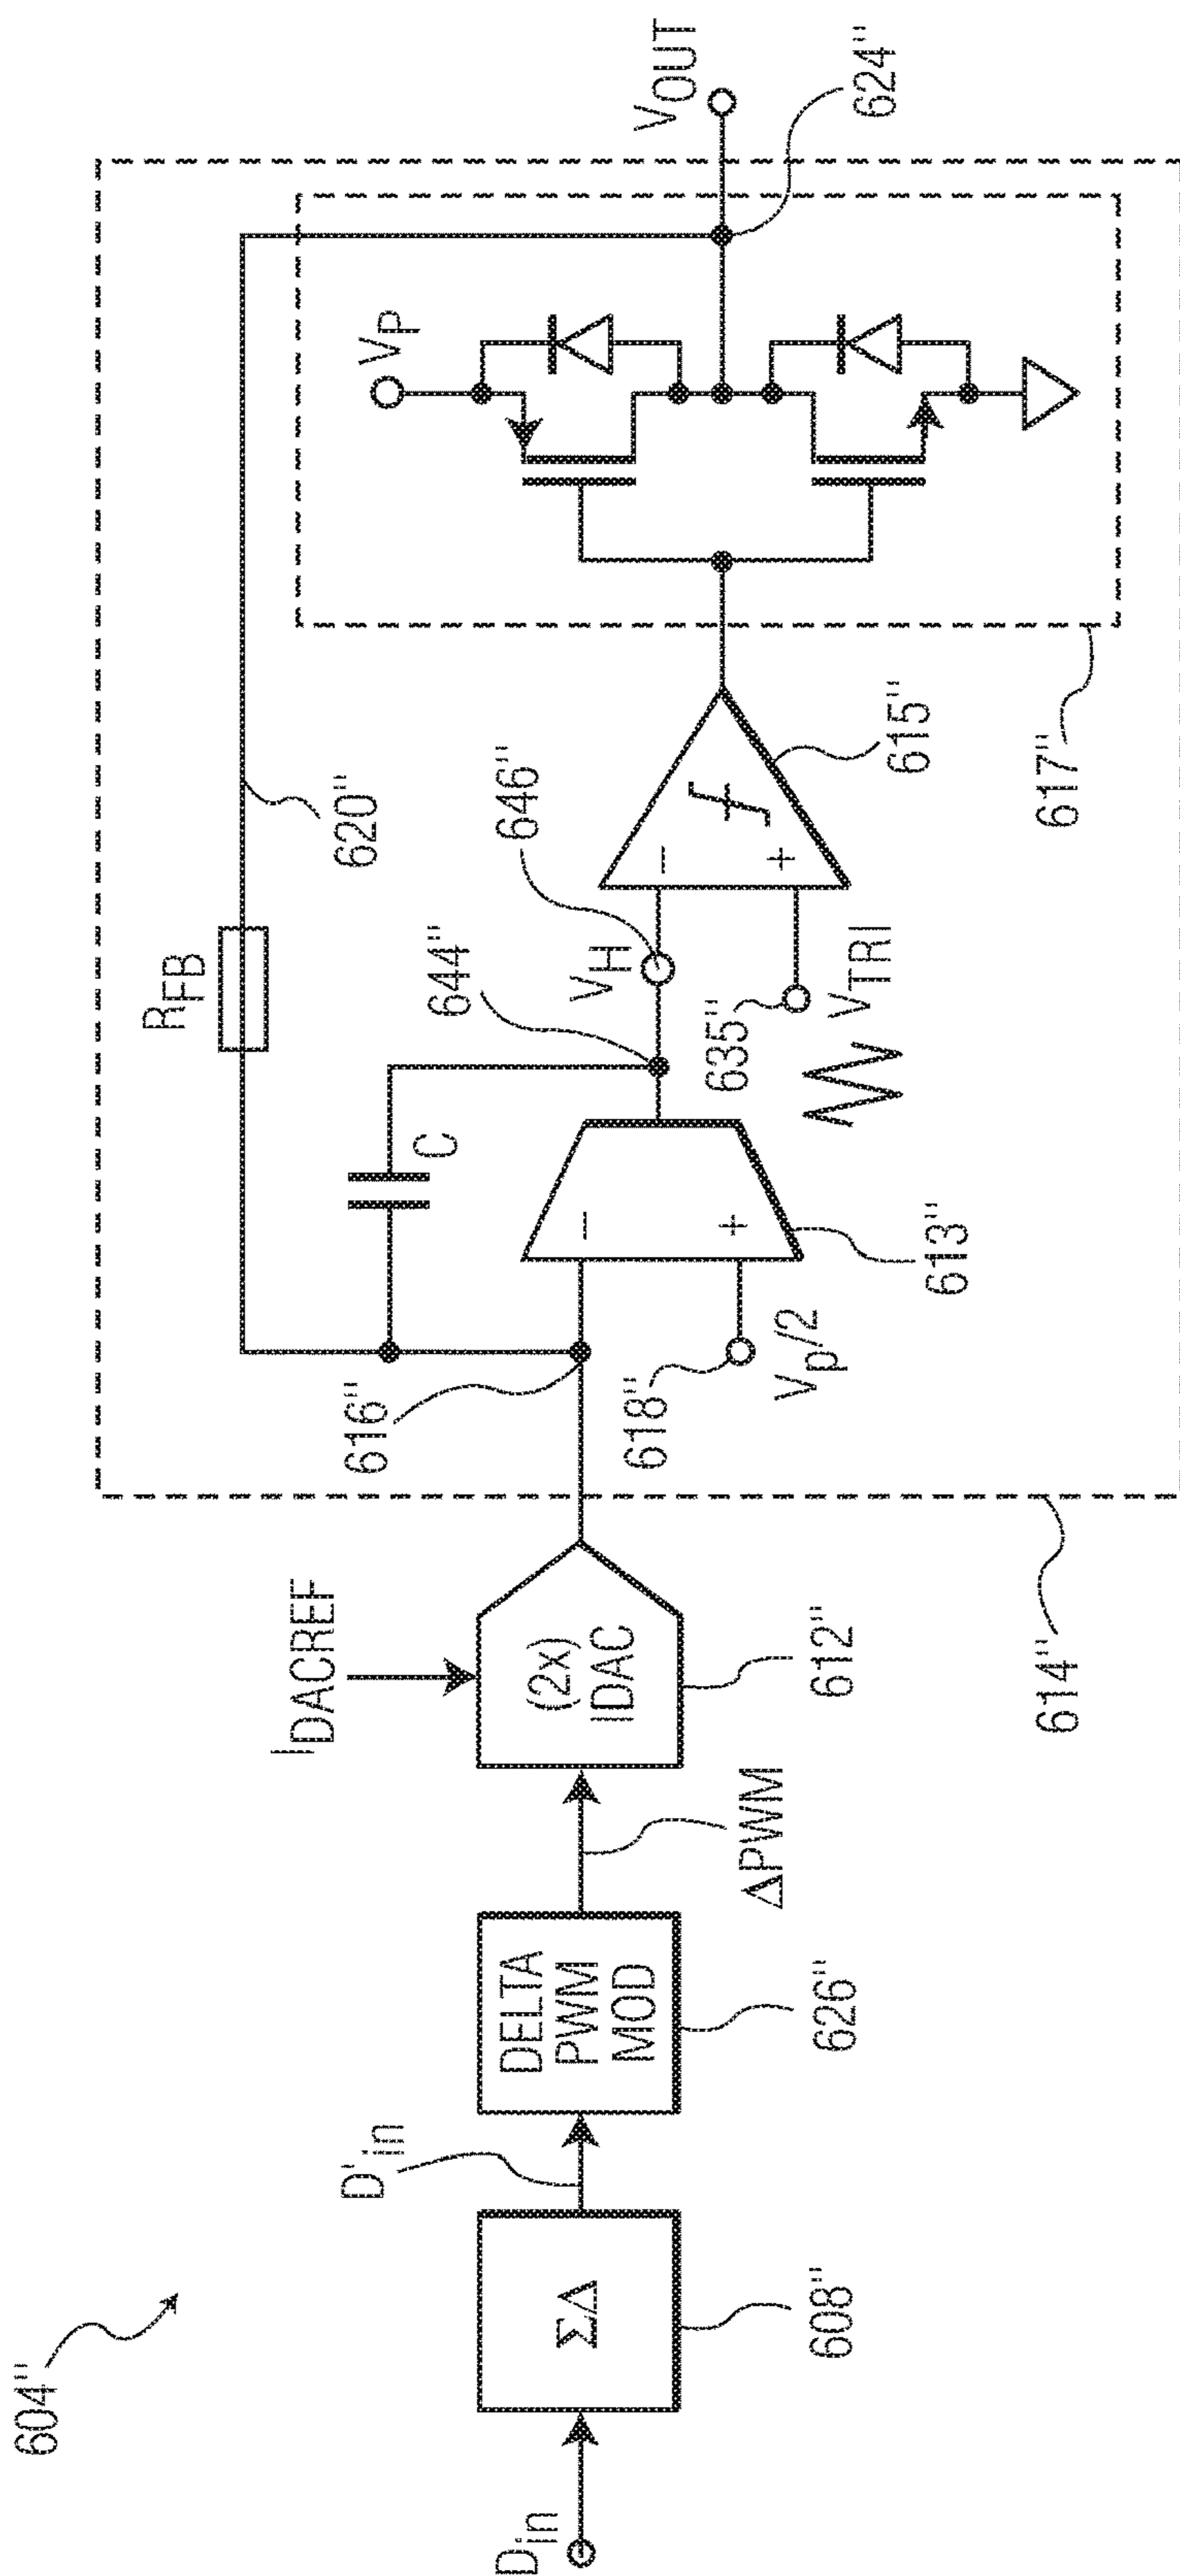 604"
D_in
ΣΔ
608"
D'_in
DELTA
PWM
MOD
626"
ΔPWM
I_DACREF
(2x)
IDAC
612"
614"
616"
618"
V_p/2
−
+
613"
C
R_FB
620"
644"
V_H
646"
635"
V_TRI
−
+
615"
617"
V_P
V_OUT
624"